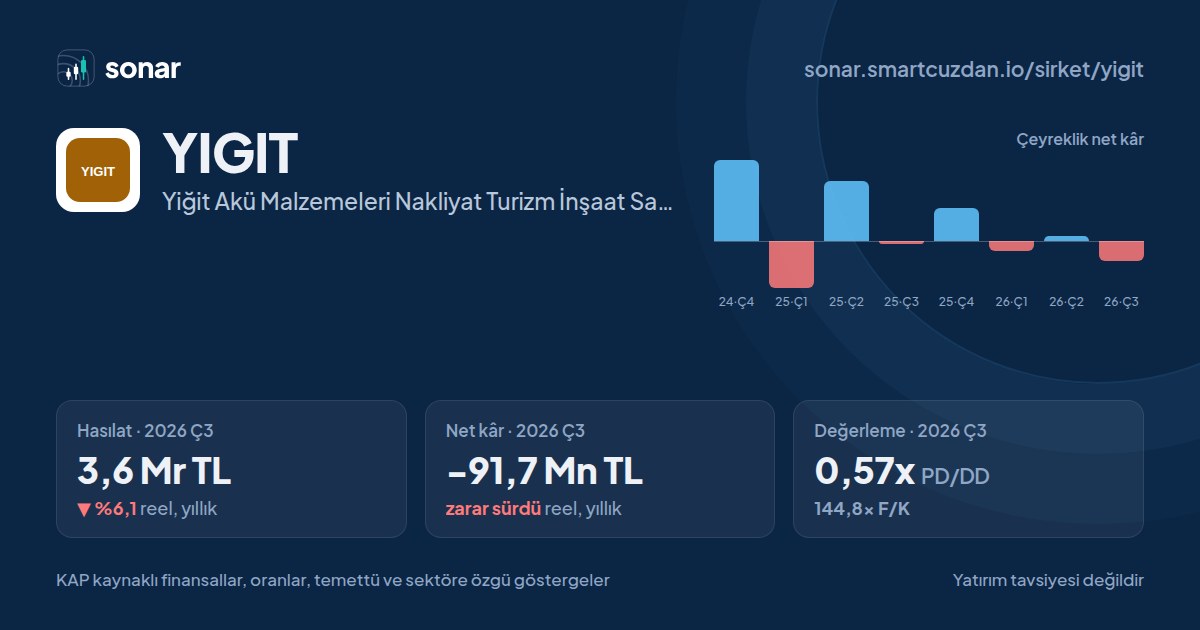 sonar
sonar.smartcuzdan.io/sirket/yigit
YIGIT
YIGIT
Yiğit Akü Malzemeleri Nakliyat Turizm İnşaat Sa...
Çeyreklik net kâr
24·Ç4 25·Ç1 25·Ç2 25·Ç3 25·Ç4 26·Ç1 26·Ç2 26·Ç3
Hasılat · 2026 Ç3
3,6 Mr TL
▼ %6,1 reel, yıllık
Net kâr · 2026 Ç3
−91,7 Mn TL
zarar sürdü reel, yıllık
Değerleme · 2026 Ç3
0,57x PD/DD
144,8× F/K
KAP kaynaklı finansallar, oranlar, temettü ve sektöre özgü göstergeler
Yatırım tavsiyesi değildir